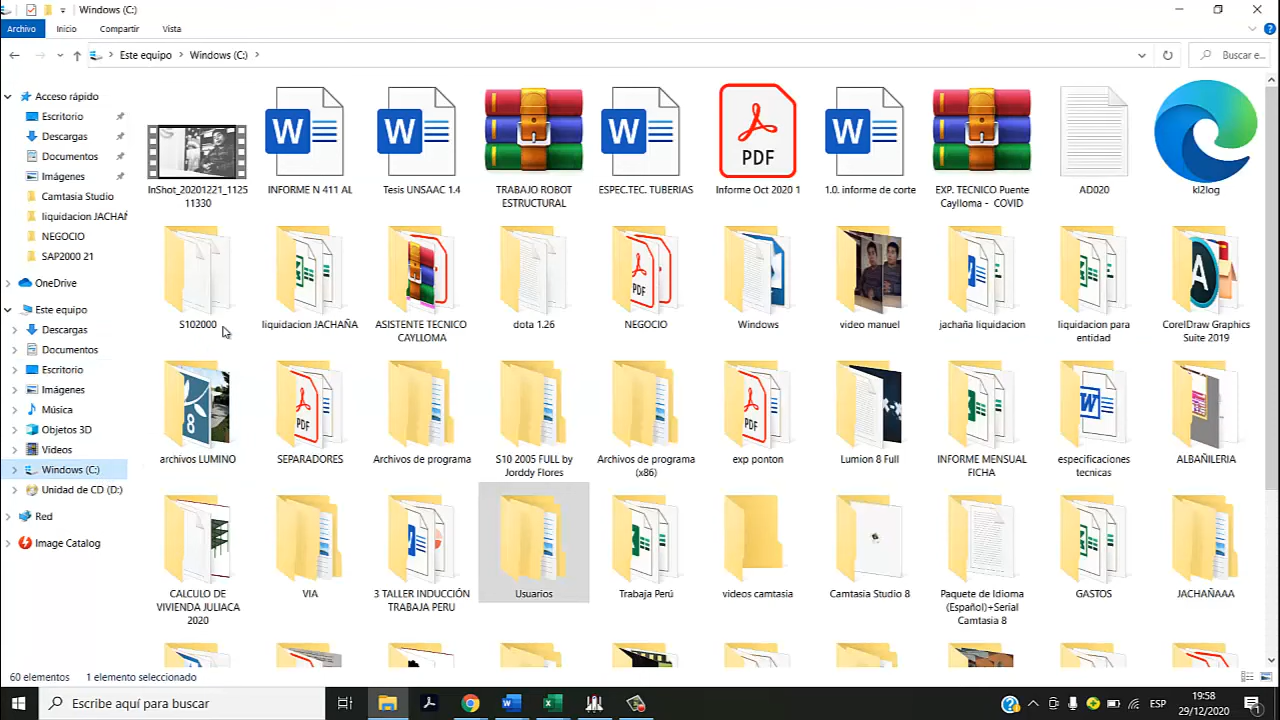 Windows (C:)
Archivo Inicio Compartir Vista
Este equipo Windows (C:) Buscar e...
Acceso rápido
Escritorio
Descargas
Documentos
Imágenes
Camtasia Studio
liquidacion JACHAÑ
NEGOCIO
SAP2000 21
OneDrive
Este equipo
Descargas
Documentos
Escritorio
Imágenes
Música
Objetos 3D
Videos
Windows (C:)
Unidad de CD (D:)
Red
Image Catalog
InShot_20201221_1125
11330
INFORME N 411 AL
Tesis UNSAAC 1.4
TRABAJO ROBOT
ESTRUCTURAL
ESPEC.TEC. TUBERIAS
PDF
Informe Oct 2020 1
1.0. informe de corte
EXP. TECNICO Puente
Caylloma - COVID
AD020
kl2log
S102000
liquidacion JACHAÑA
ASISTENTE TECNICO
CAYLLOMA
dota 1.26
PDF
NEGOCIO
Windows
video manuel
jachaña liquidacion
liquidacion para
entidad
CorelDraw Graphics
Suite 2019
archivos LUMINO
SEPARADORES
Archivos de programa
S10 2005 FULL by
Jorddy Flores
Archivos de programa
(x86)
PDF
exp ponton
Lumion 8 Full
INFORME MENSUAL
FICHA
especificaciones
tecnicas
ALBAÑILERIA
CALCULO DE
VIVIENDA JULIACA
2020
VIA
3 TALLER INDUCCIÓN
TRABAJA PERU
Usuarios
Trabaja Perú
videos camtasia
Camtasia Studio 8
Paquete de Idioma
(Español)+Serial
Camtasia 8
GASTOS
JACHAÑAAA
60 elementos 1 elemento seleccionado
Escribe aquí para buscar
ESP
19:58
29/12/2020